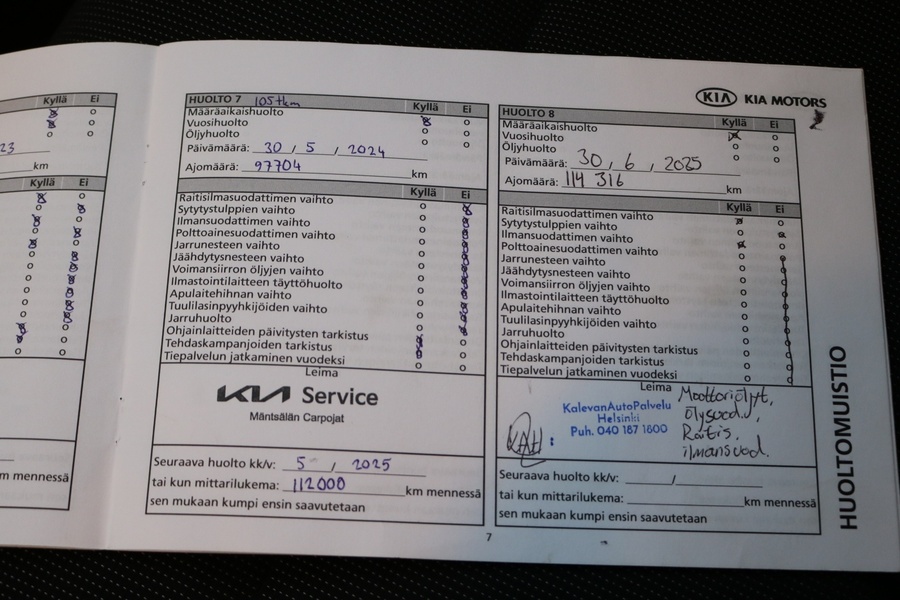 Kyllä Ei
23
km
Kyllä Ei
km mennessä
HUOLTO 7 105tkm
Kyllä Ei
Määräaikaishuolto
Vuosihuolto
Öljyhuolto
Päivämäärä: 30 / 5 / 2024
Ajomäärä: 97704 km
Kyllä Ei
Raitisilmasuodattimen vaihto
Sytytystulppien vaihto
Ilmansuodattimen vaihto
Polttoainesuodattimen vaihto
Jarrunesteen vaihto
Jäähdytysnesteen vaihto
Voimansiirron öljyjen vaihto
Ilmastointilaitteen täyttöhuolto
Apulaitehihnan vaihto
Tuulilasinpyyhkijöiden vaihto
Jarruhuolto
Ohjainlaitteiden päivitysten tarkistus
Tehdaskampanjoiden tarkistus
Tiepalvelun jatkaminen vuodeksi
Leima
KIA Service
Mäntsälän Carpojat
Seuraava huolto kk/v: 5 / 2025
tai kun mittarilukema: 112000 km mennessä
sen mukaan kumpi ensin saavutetaan
KIA KIA MOTORS
HUOLTO 8
Kyllä Ei
Määräaikaishuolto
Vuosihuolto
Öljyhuolto
Päivämäärä: 30 / 6 / 2025
Ajomäärä: 114 316 km
Kyllä Ei
Raitisilmasuodattimen vaihto
Sytytystulppien vaihto
Ilmansuodattimen vaihto
Polttoainesuodattimen vaihto
Jarrunesteen vaihto
Jäähdytysnesteen vaihto
Voimansiirron öljyjen vaihto
Ilmastointilaitteen täyttöhuolto
Apulaitehihnan vaihto
Tuulilasinpyyhkijöiden vaihto
Jarruhuolto
Ohjainlaitteiden päivitysten tarkistus
Tehdaskampanjoiden tarkistus
Tiepalvelun jatkaminen vuodeksi
Leima
KalevanAutoPalvelu
Helsinki
Puh. 040 187 1600
Moottoriöljyt,
Öljysuod.,
Raitis.
ilmansuod.
Seuraava huolto kk/v: /
tai kun mittarilukema: km mennessä
sen mukaan kumpi ensin saavutetaan
7
HUOLTOMUISTIO